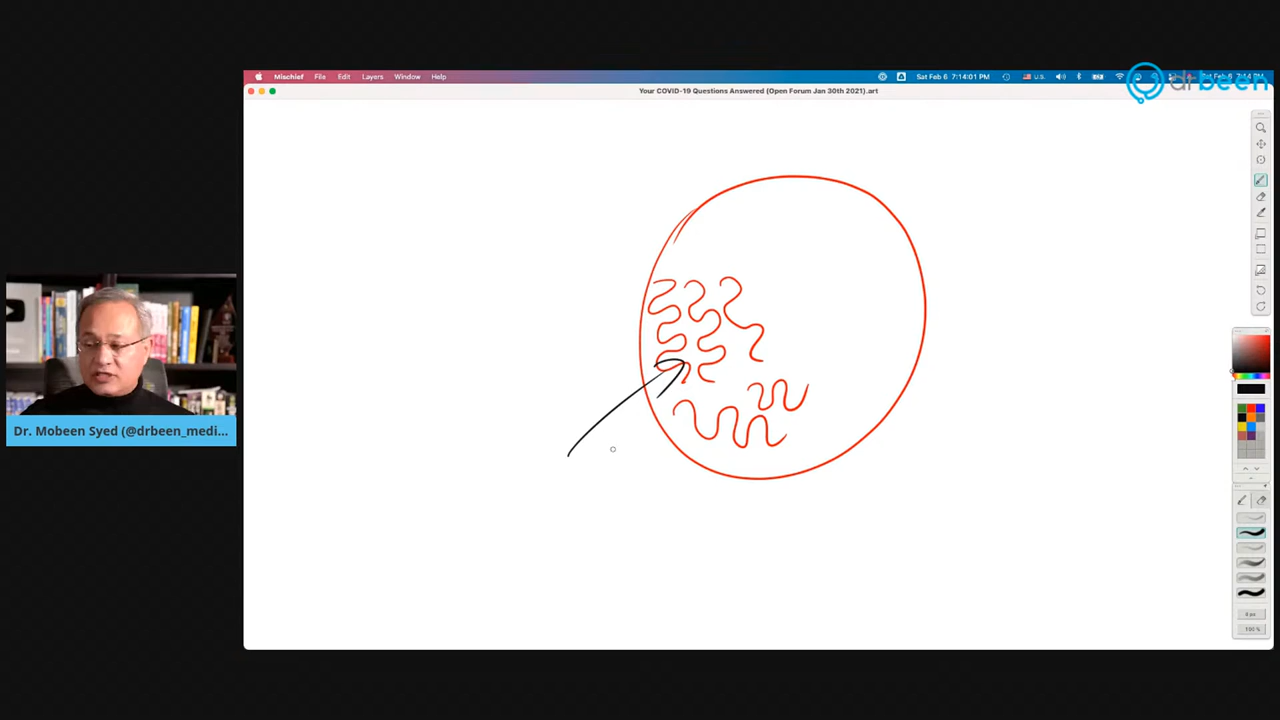 Mischief File Edit Layers Window Help
Sat Feb 6 7:14:01 PM U.S.
drbeen
Your COVID-19 Questions Answered (Open Forum Jan 30th 2021).art
Dr. Mobeen Syed (@drbeen_medi...
100%